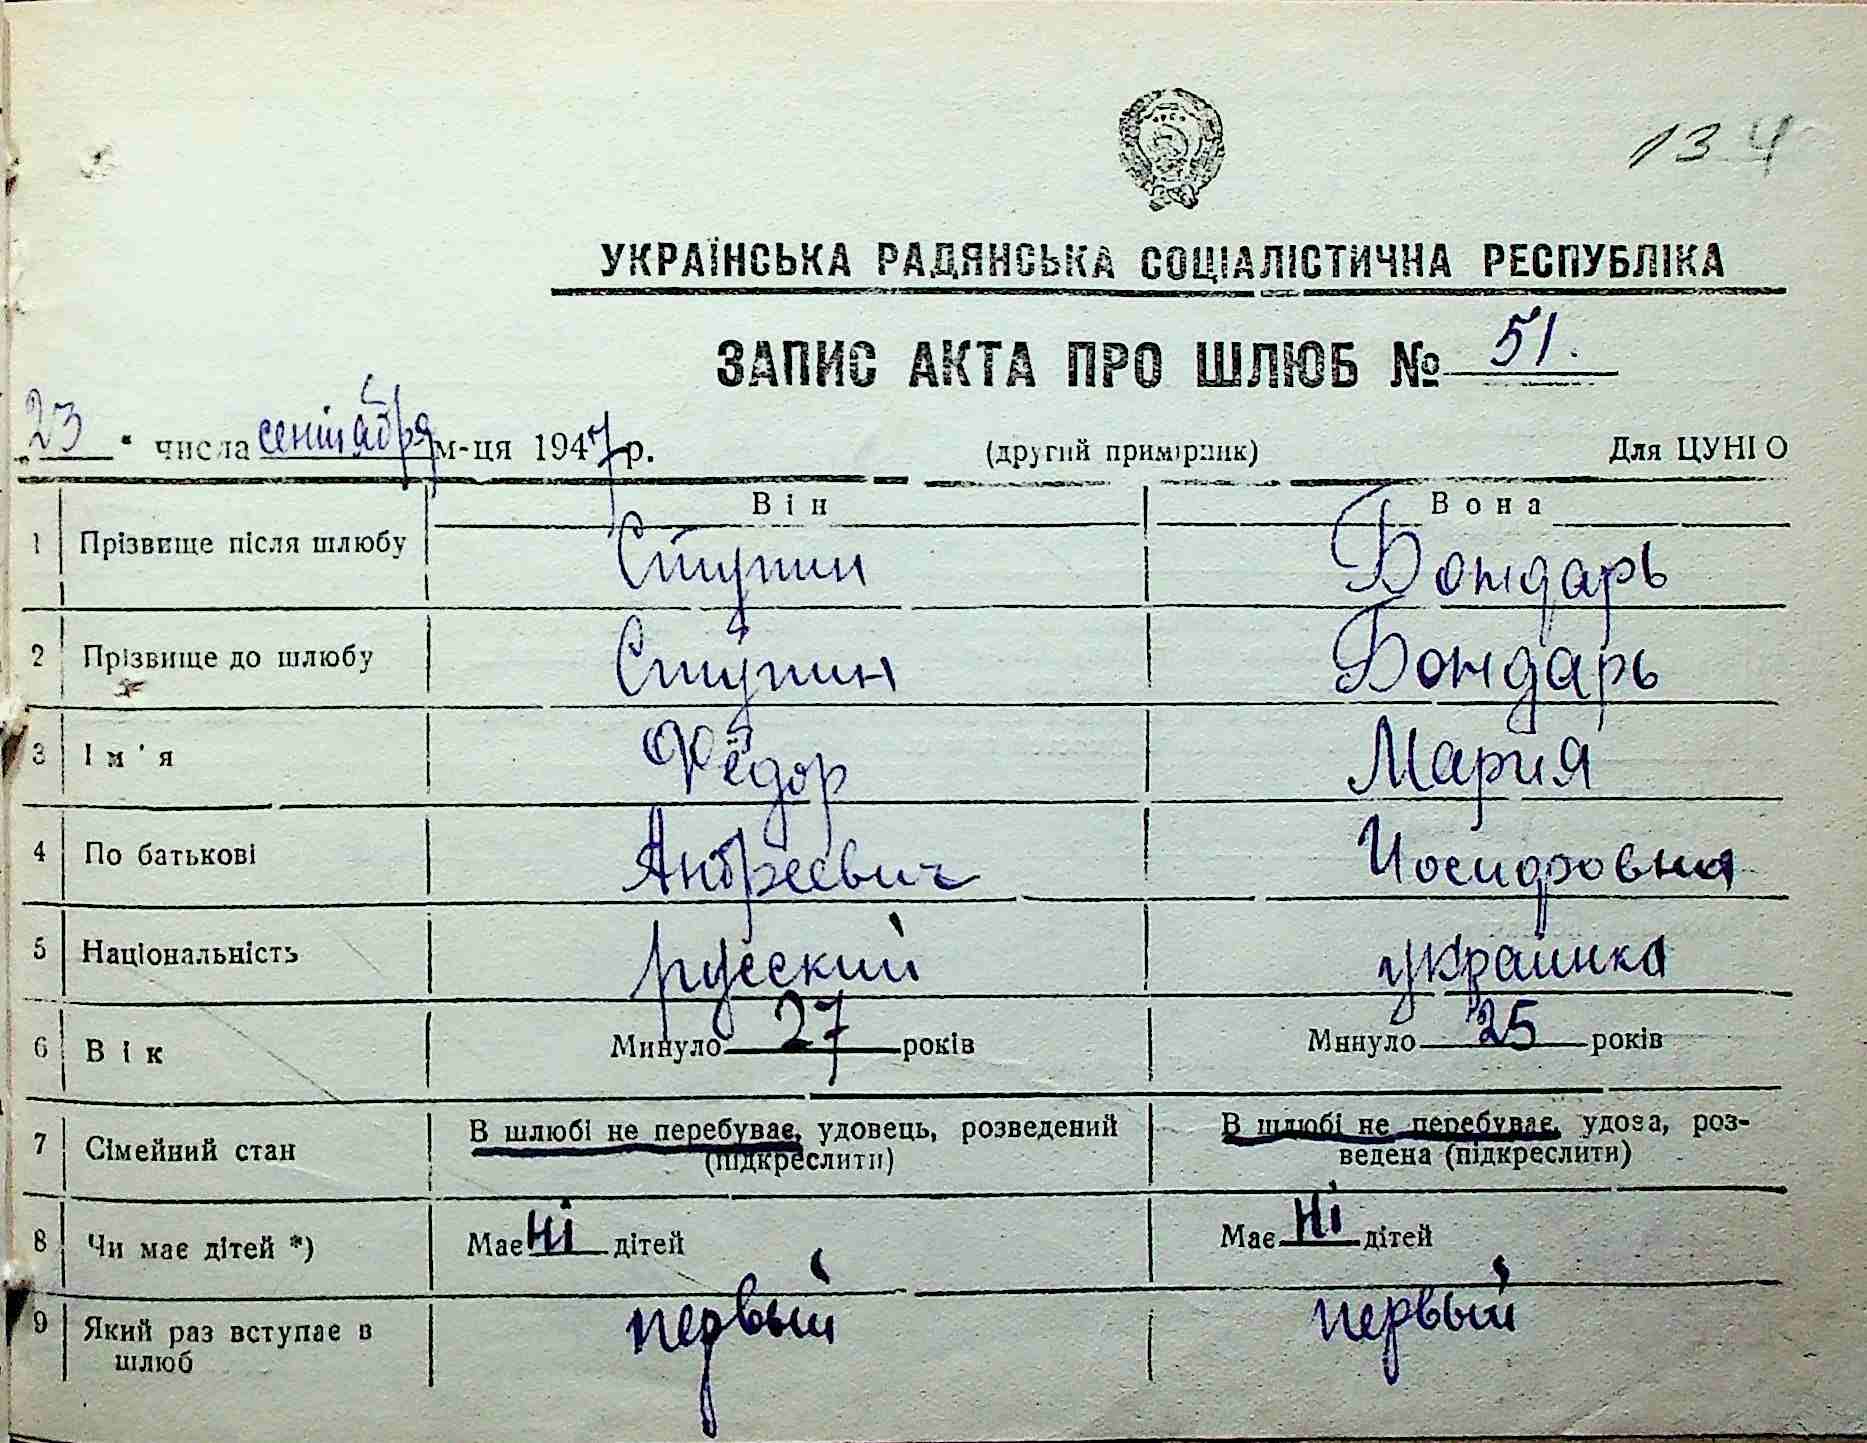 134
УКРАЇНСЬКА РАДЯНСЬКА СОЦІАЛІСТИЧНА РЕСПУБЛІКА
ЗАПИС АКТА ПРО ШЛЮБ № 51.
„23" числа сентября м-ця 1947 р. (другий примірник) Для ЦУНГО
Він Вона
1 Прізвище після шлюбу Ступин Бондарь
2 Прізвище до шлюбу Ступин Бондарь
3 Ім'я Фёдор Мария
4 По батькові Андреевич Иосифовна
5 Національність русский украинка
6 Вік Минуло 27 років Минуло 25 років
7 Сімейний стан В шлюбі не перебуває, удовець, розведений (підкреслити) В шлюбі не перебуває, удова, роз-
ведена (підкреслити)
8 Чи має дітей *) Має Ні дітей Має Ні дітей
9 Який раз вступає в первый первый
шлюб